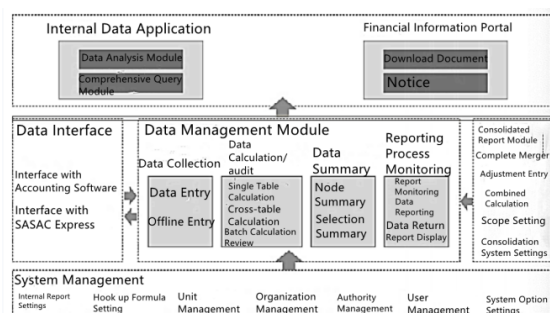 Internal Data Application
Financial Information Portal
Data Analysis Module
Comprehensive Query
Module
Download Document
Notice
Data Interface
Interface with
Accounting Software
Interface with
SASAC Express
Data Management Module
Data Collection
Data Entry
Offline Entry
Data
Calculation/
audit
Single Table
Calculation
Cross-table
Calculation
Batch Calculation
Review
Data
Summary
Node
Summary
Selection
Summary
Reporting
Process
Monitoring
Report
Monitoring
Data
Reporting
Data Return
Report Display
Consolidated
Report Module
Complete Merger
Adjustment Entry
Combined
Calculation
Scope Setting
Consolidation
System Settings
System Management
Internal Report
Settings
Hook up Formula
Setting
Unit
Management
Organization
Management
Authority
Management
User
Management
System Option
Settings